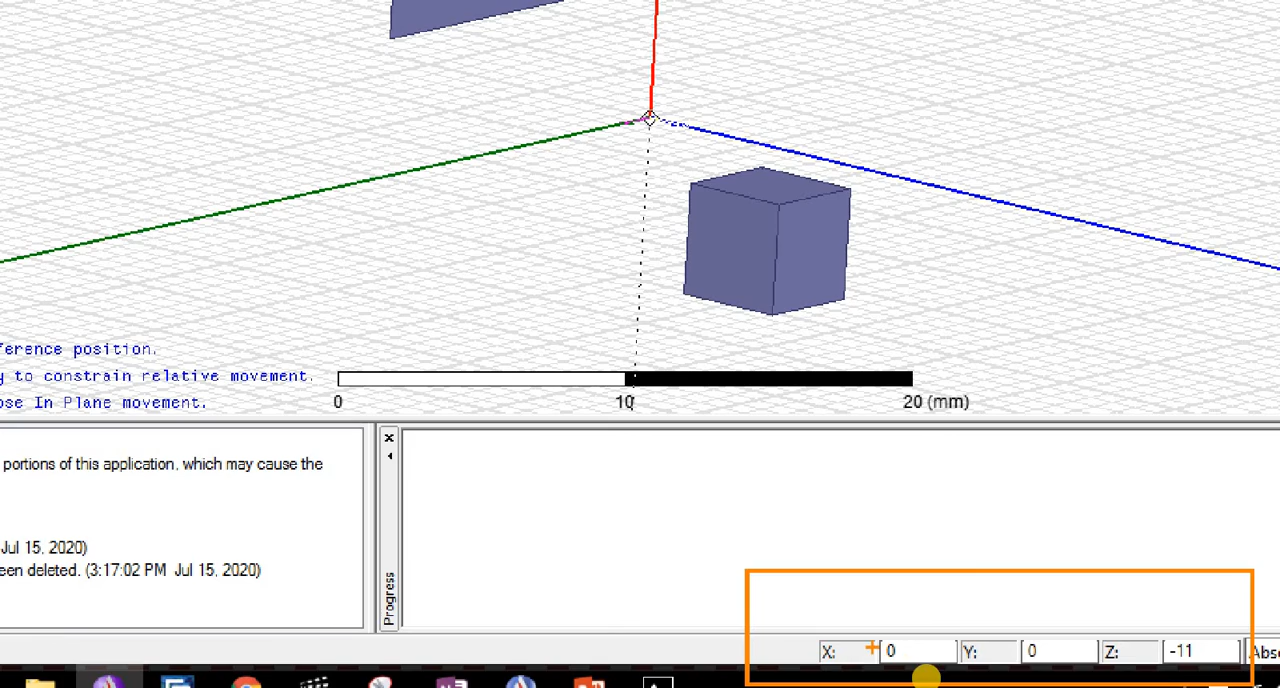 ference position.
y to constrain relative movement.
ose In Plane movement.
0 10 20 (mm)
portions of this application, which may cause the
Jul 15, 2020)
een deleted. (3:17:02 PM Jul 15, 2020)
Progress
X: 0 Y: 0 Z: -11 Abso